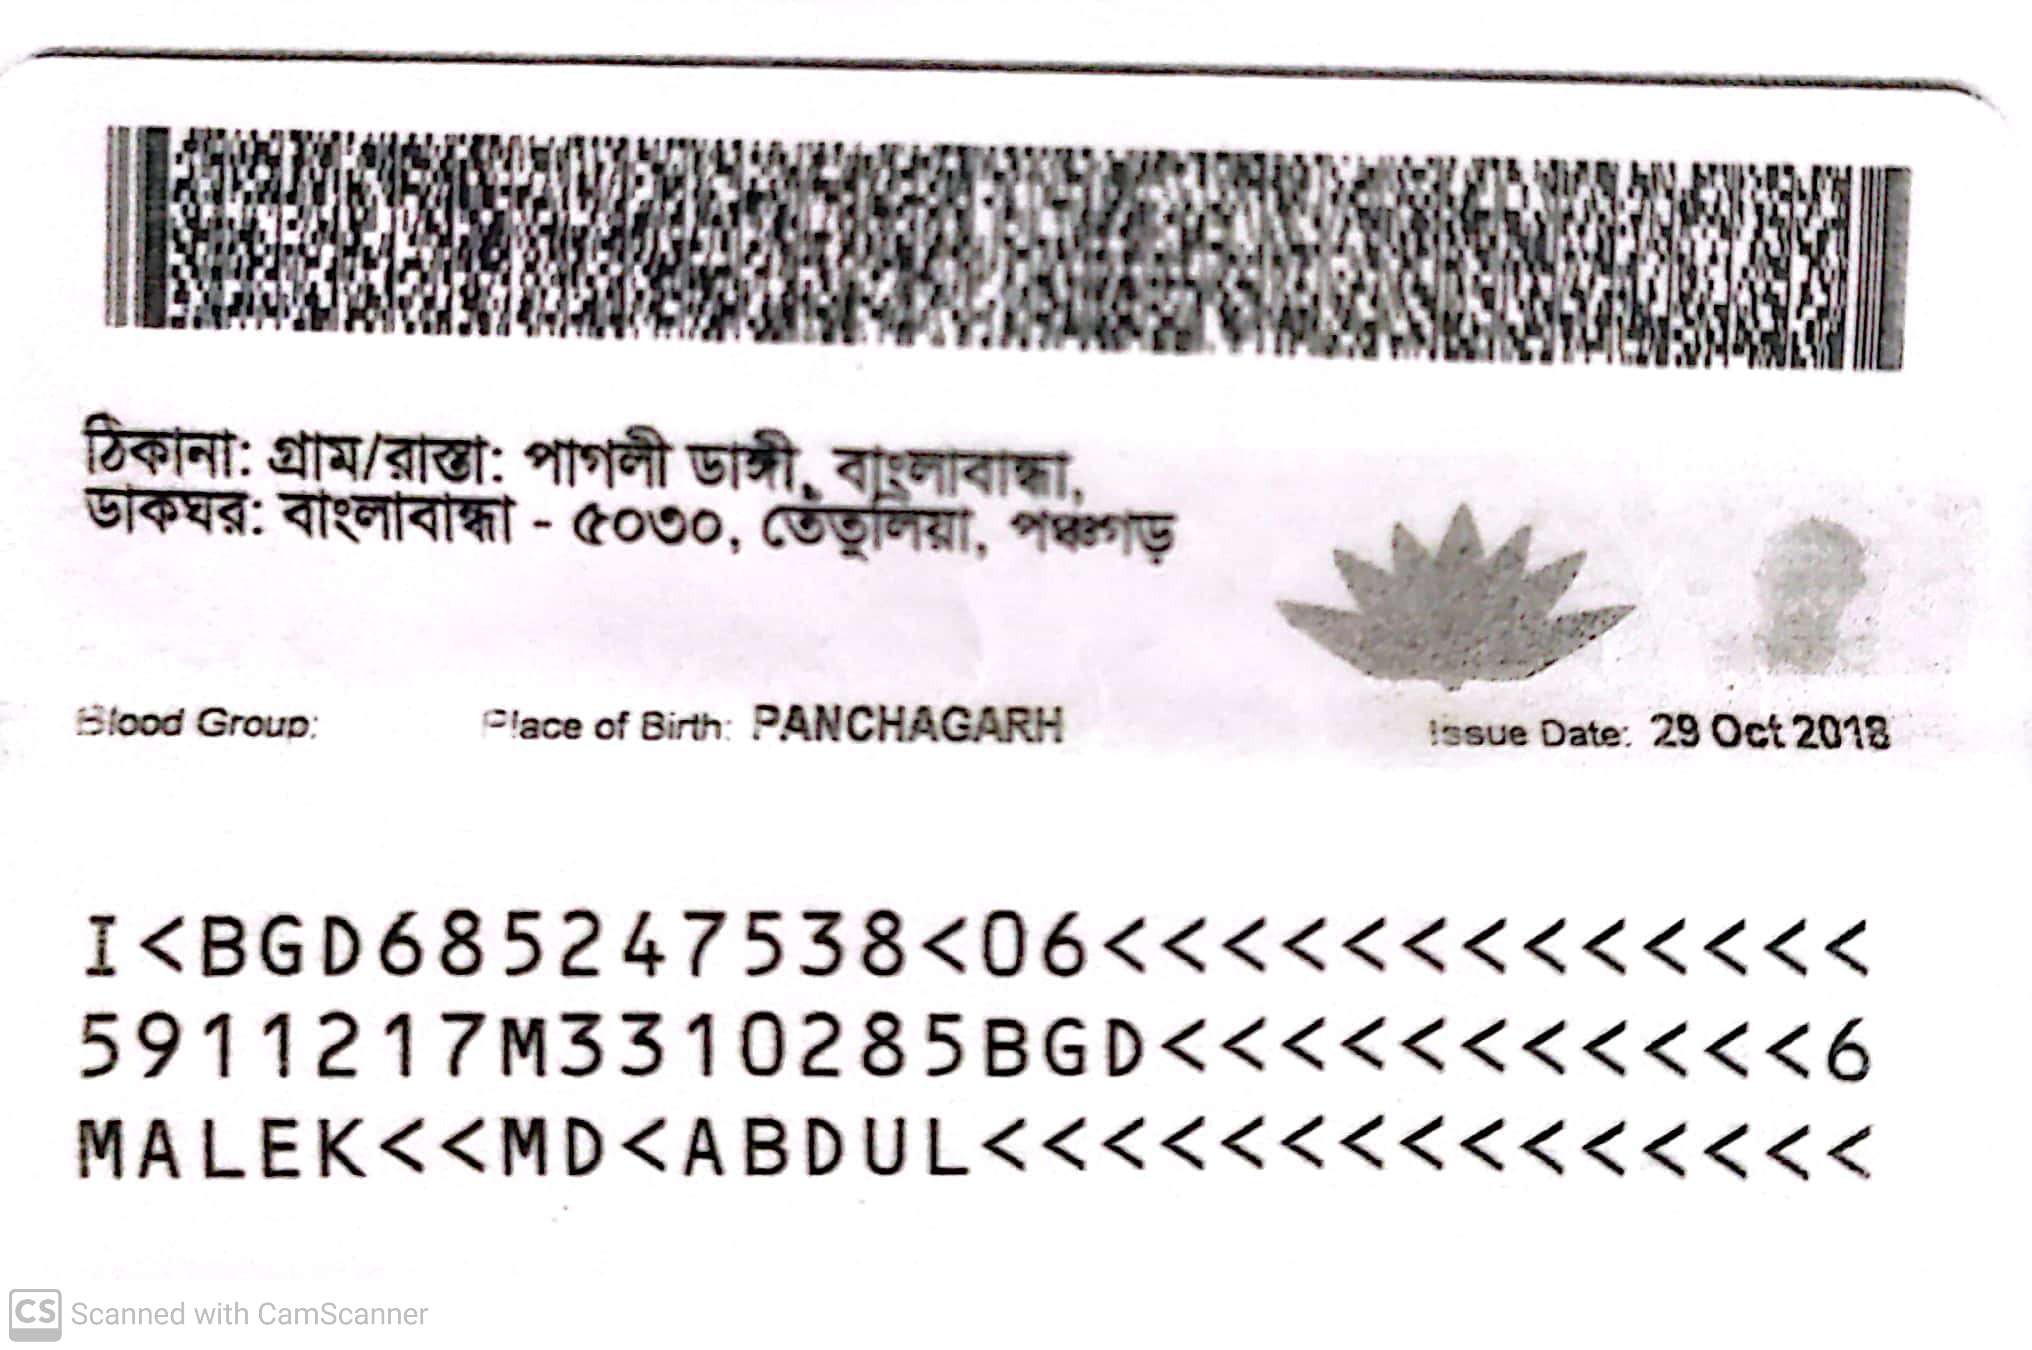 ঠিকানা: গ্রাম/রাস্তা: পাগলী ডাঙ্গী, বাংলাবান্ধা,
ডাকঘর: বাংলাবান্ধা - ৫০৩০, তেঁতুলিয়া, পঞ্চগড়
Blood Group: Place of Birth: PANCHAGARH Issue Date: 29 Oct 2018
I<BGD685247538<06<<<<<<<<<<<<<
5911217M3310285BGD<<<<<<<<<<<6
MALEK<<MD<ABDUL<<<<<<<<<<<<<<<
CS Scanned with CamScanner